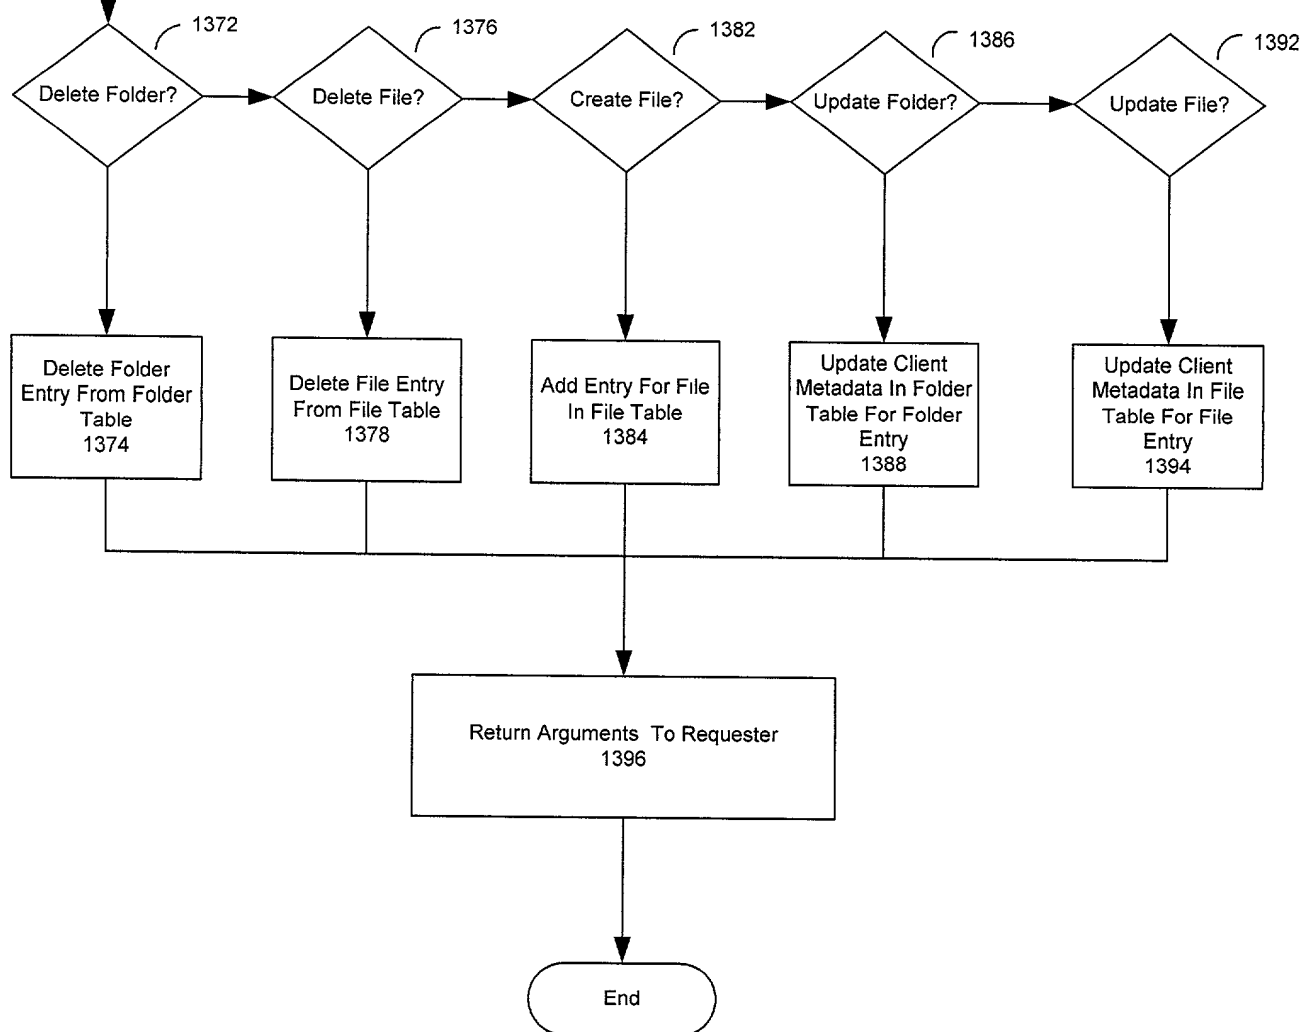 1372
1376
1382
1386
1392
Delete Folder?
Delete File?
Create File?
Update Folder?
Update File?
Delete Folder
Entry From Folder
Table
1374
Delete File Entry
From File Table
1378
Add Entry For File
In File Table
1384
Update Client
Metadata In Folder
Table For Folder
Entry
1388
Update Client
Metadata In File
Table For File
Entry
1394
Return Arguments To Requester
1396
End